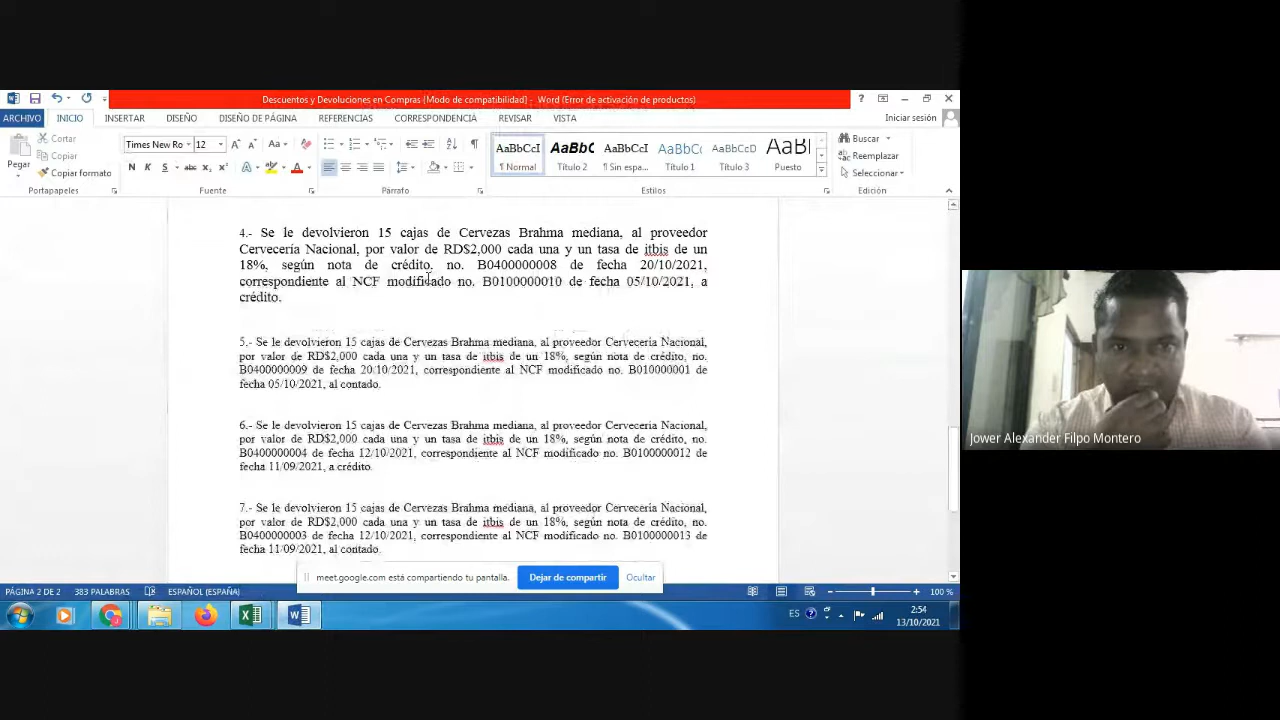 Descuentos y Devoluciones en Compras [Modo de compatibilidad] - Word (Error de activación de productos)
ARCHIVO INICIO INSERTAR DISEÑO DISEÑO DE PÁGINA REFERENCIAS CORRESPONDENCIA REVISAR VISTA Iniciar sesión
Pegar
Cortar
Copiar
Copiar formato
Portapapeles
Times New Ro 12
N K S
Fuente
Párrafo
AaBbCcI AaBbC AaBbCcI AaBbC AaBbCcD AaBI
¶ Normal Título 2 ¶ Sin espa... Título 1 Título 3 Puesto
Estilos
Buscar
Reemplazar
Seleccionar
Edición
4.- Se le devolvieron 15 cajas de Cervezas Brahma mediana, al proveedor
Cervecería Nacional, por valor de RD$2,000 cada una y un tasa de itbis de un
18%, según nota de crédito, no. B0400000008 de fecha 20/10/2021,
correspondiente al NCF modificado no. B0100000010 de fecha 05/10/2021, a
crédito.
5.- Se le devolvieron 15 cajas de Cervezas Brahma mediana, al proveedor Cervecería Nacional,
por valor de RD$2,000 cada una y un tasa de itbis de un 18%, según nota de crédito, no.
B0400000009 de fecha 20/10/2021, correspondiente al NCF modificado no. B010000001 de
fecha 05/10/2021, al contado.
6.- Se le devolvieron 15 cajas de Cervezas Brahma mediana, al proveedor Cervecería Nacional,
por valor de RD$2,000 cada una y un tasa de itbis de un 18%, según nota de crédito, no.
B0400000004 de fecha 12/10/2021, correspondiente al NCF modificado no. B0100000012 de
fecha 11/09/2021, a crédito.
7.- Se le devolvieron 15 cajas de Cervezas Brahma mediana, al proveedor Cervecería Nacional,
por valor de RD$2,000 cada una y un tasa de itbis de un 18%, según nota de crédito, no.
B0400000003 de fecha 12/10/2021, correspondiente al NCF modificado no. B0100000013 de
fecha 11/09/2021, al contado.
meet.google.com está compartiendo tu pantalla. Dejar de compartir Ocultar
PÁGINA 2 DE 2 383 PALABRAS ESPAÑOL (ESPAÑA) 100 %
ES 2:54
13/10/2021
Jower Alexander Filpo Montero